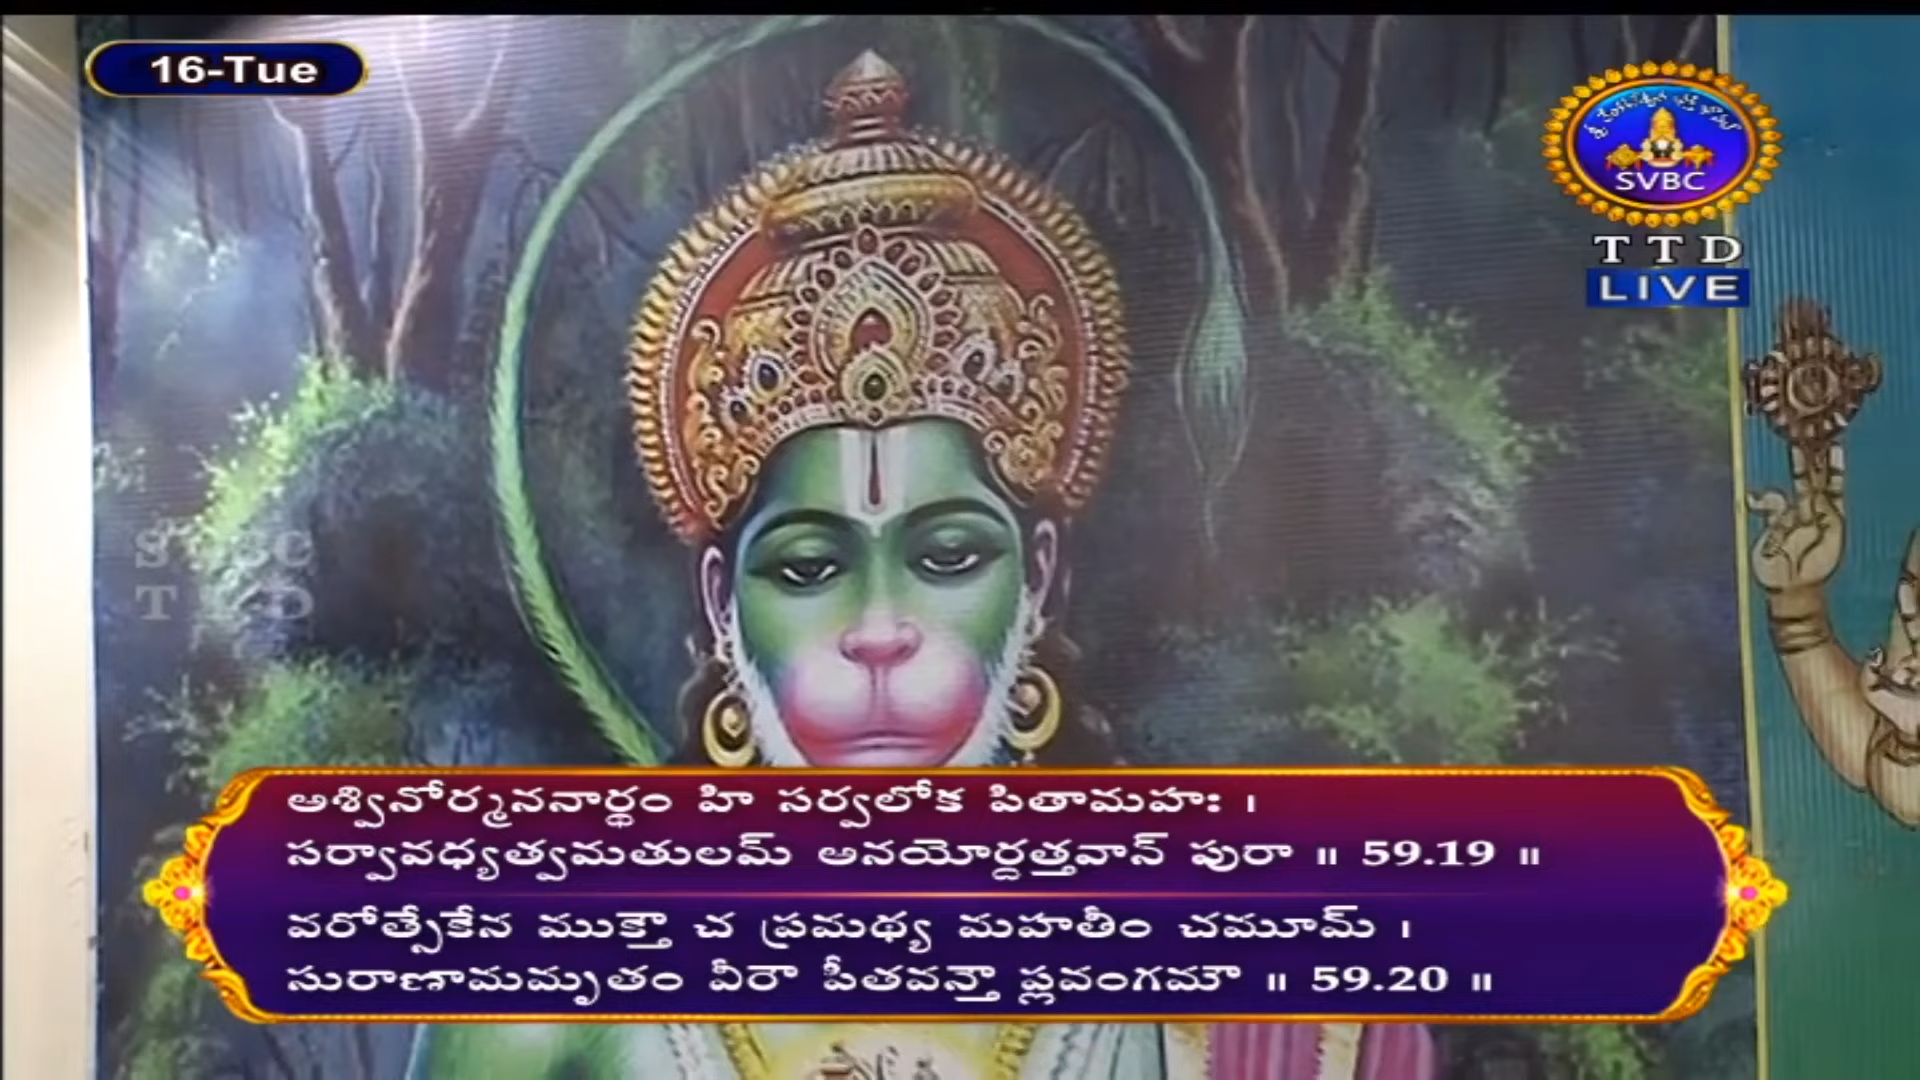 16-Tue
SVBC
TTD
LIVE
అశ్వినోర్మననార్థం హి సర్వలోక పితామహః ।
సర్వావధ్యత్వమతులమ్ అనయోర్దత్తవాన్ పురా ॥ 59.19 ॥
వరోత్సేకేన ముక్తౌ చ ప్రమథ్య మహతీం చమూమ్ ।
సురాణామమృతం వీరౌ పీతవన్తౌ ప్లవంగమౌ ॥ 59.20 ॥